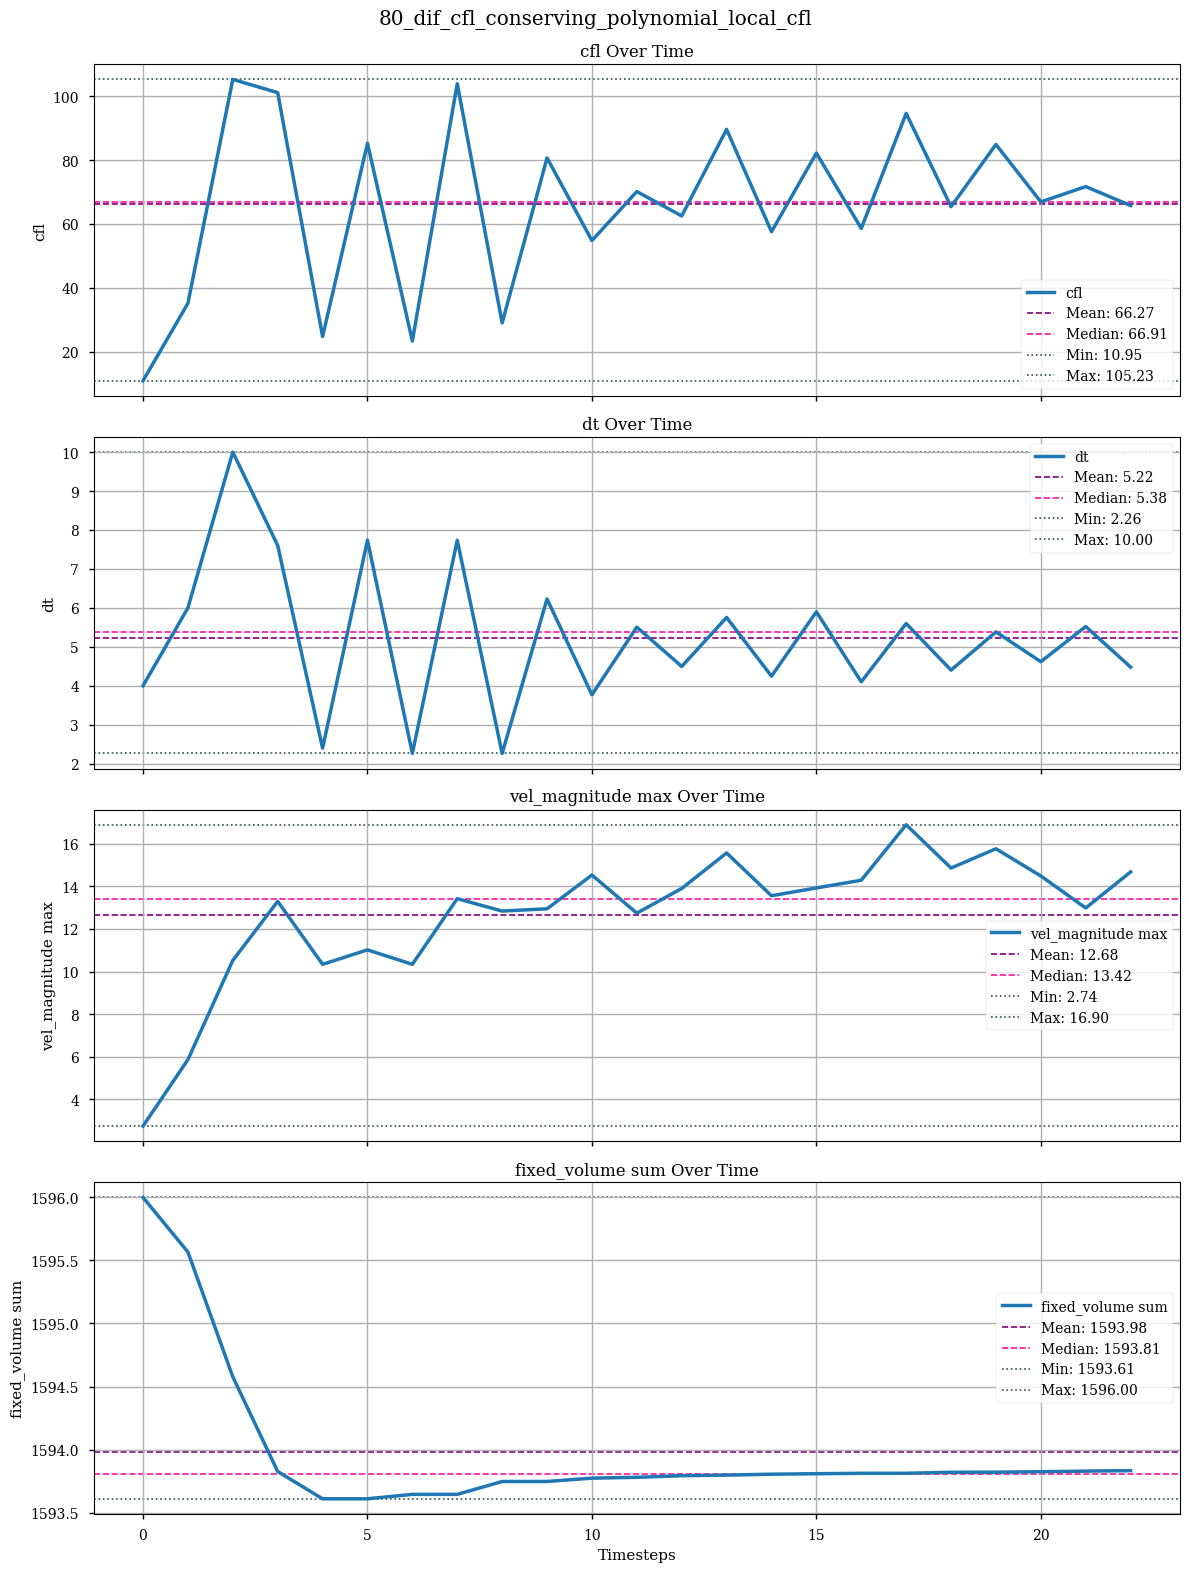 80_dif_cfl_conserving_polynomial_local_cfl
cfl Over Time
100
80
60
40
20
cfl
cfl
Mean: 66.27
Median: 66.91
Min: 10.95
Max: 105.23
dt Over Time
10
9
8
7
6
5
4
3
2
dt
dt
Mean: 5.22
Median: 5.38
Min: 2.26
Max: 10.00
vel_magnitude max Over Time
16
14
12
10
8
6
4
vel_magnitude max
vel_magnitude max
Mean: 12.68
Median: 13.42
Min: 2.74
Max: 16.90
fixed_volume sum Over Time
1596.0
1595.5
1595.0
1594.5
1594.0
1593.5
fixed_volume sum
fixed_volume sum
Mean: 1593.98
Median: 1593.81
Min: 1593.61
Max: 1596.00
0 5 10 15 20
Timesteps